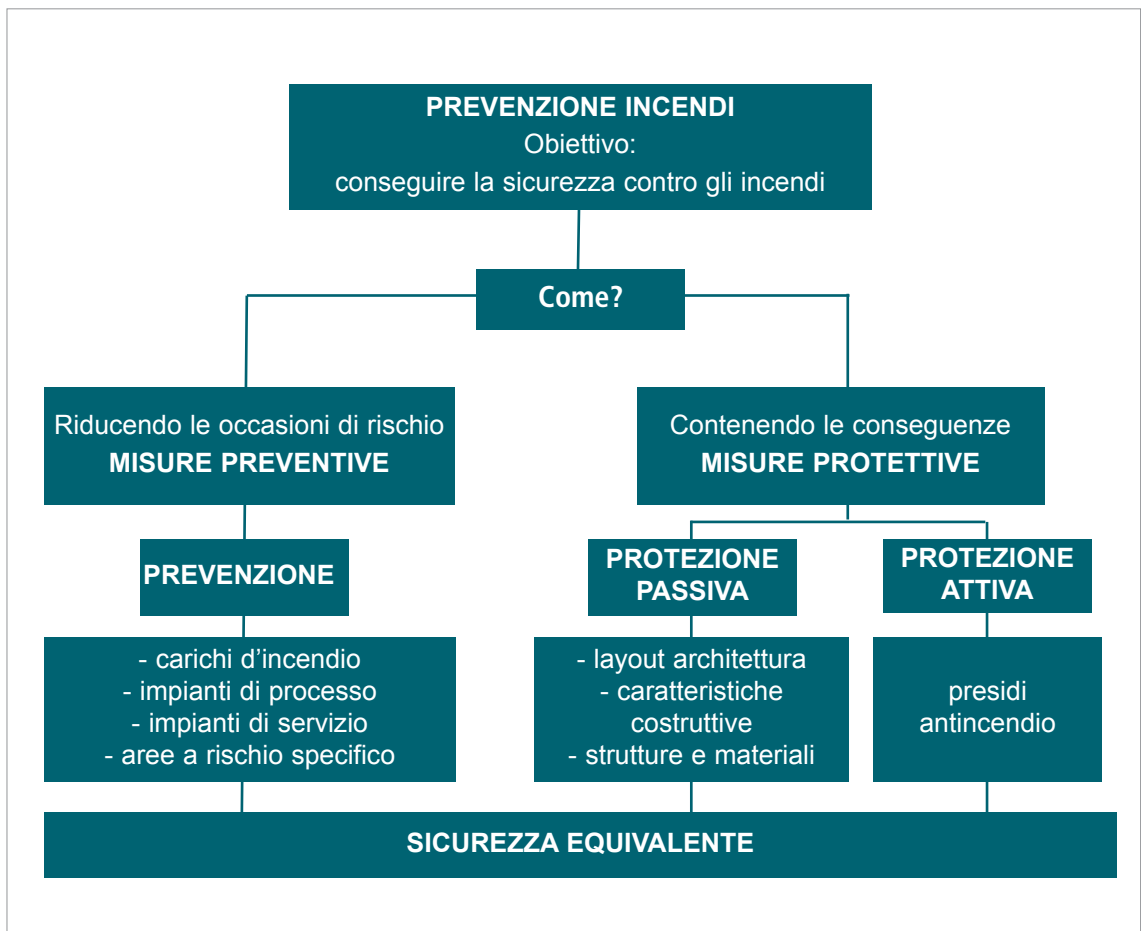 PREVENZIONE INCENDI
Obiettivo:
conseguire la sicurezza contro gli incendi
Come?
Riducendo le occasioni di rischio
MISURE PREVENTIVE
Contenendo le conseguenze
MISURE PROTETTIVE
PREVENZIONE
PROTEZIONE
PASSIVA
PROTEZIONE
ATTIVA
- carichi d'incendio
- impianti di processo
- impianti di servizio
- aree a rischio specifico
- layout architettura
- caratteristiche
costruttive
- strutture e materiali
presidi
antincendio
SICUREZZA EQUIVALENTE